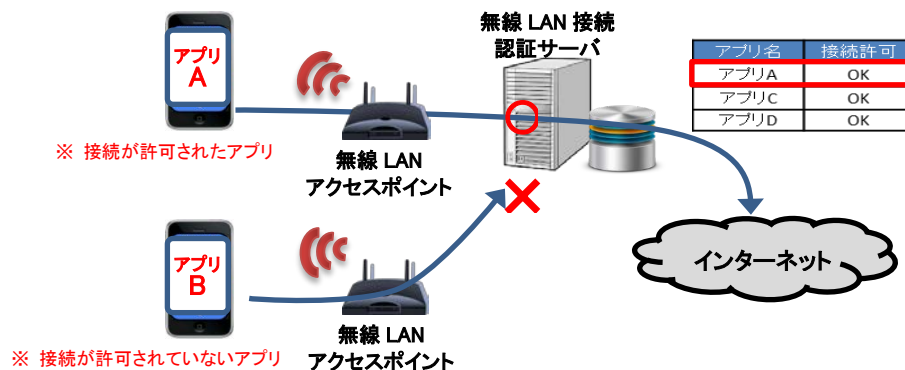 無線 LAN 接続
認証サーバ
アプリ
A
アプリ名 接続許可
アプリA OK
アプリC OK
アプリD OK
※ 接続が許可されたアプリ
無線 LAN
アクセスポイント
アプリ
B
インターネット
無線 LAN
アクセスポイント
※ 接続が許可されていないアプリ